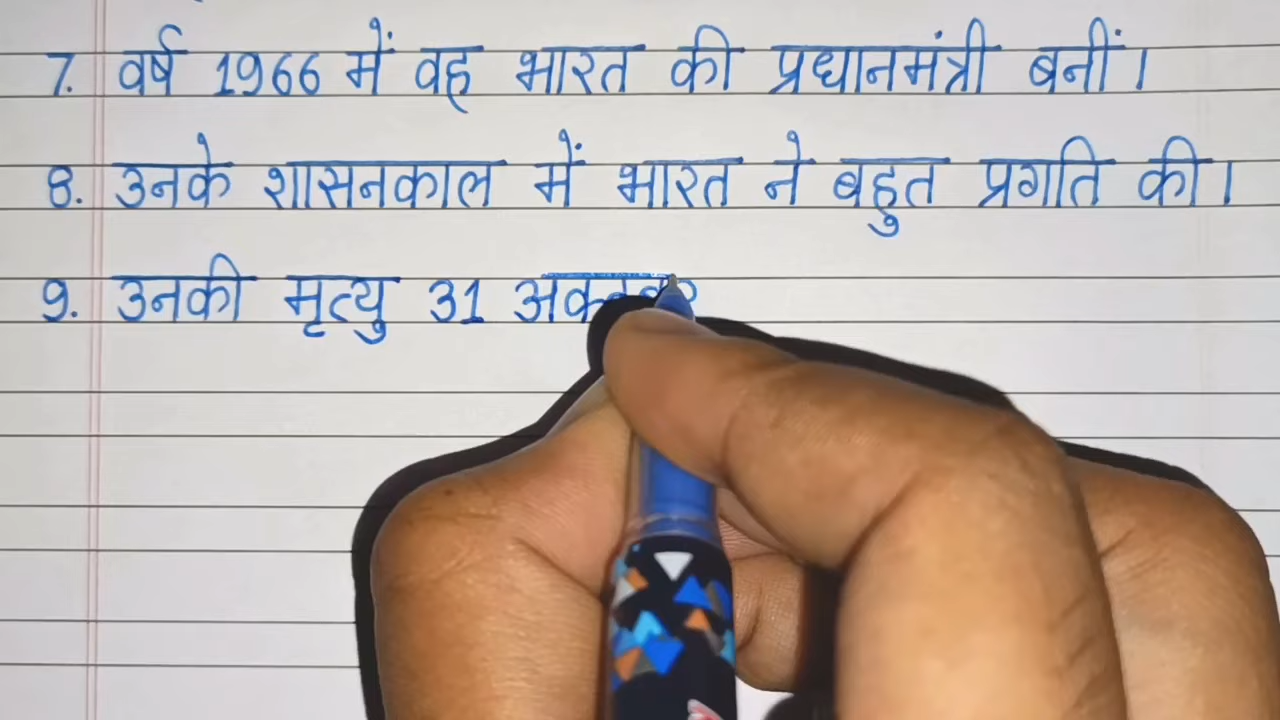 7. वर्ष 1966 में वह भारत की प्रधानमंत्री बनीं।
8. उनके शासनकाल में भारत ने बहुत प्रगति की।
9. उनकी मृत्यु 31